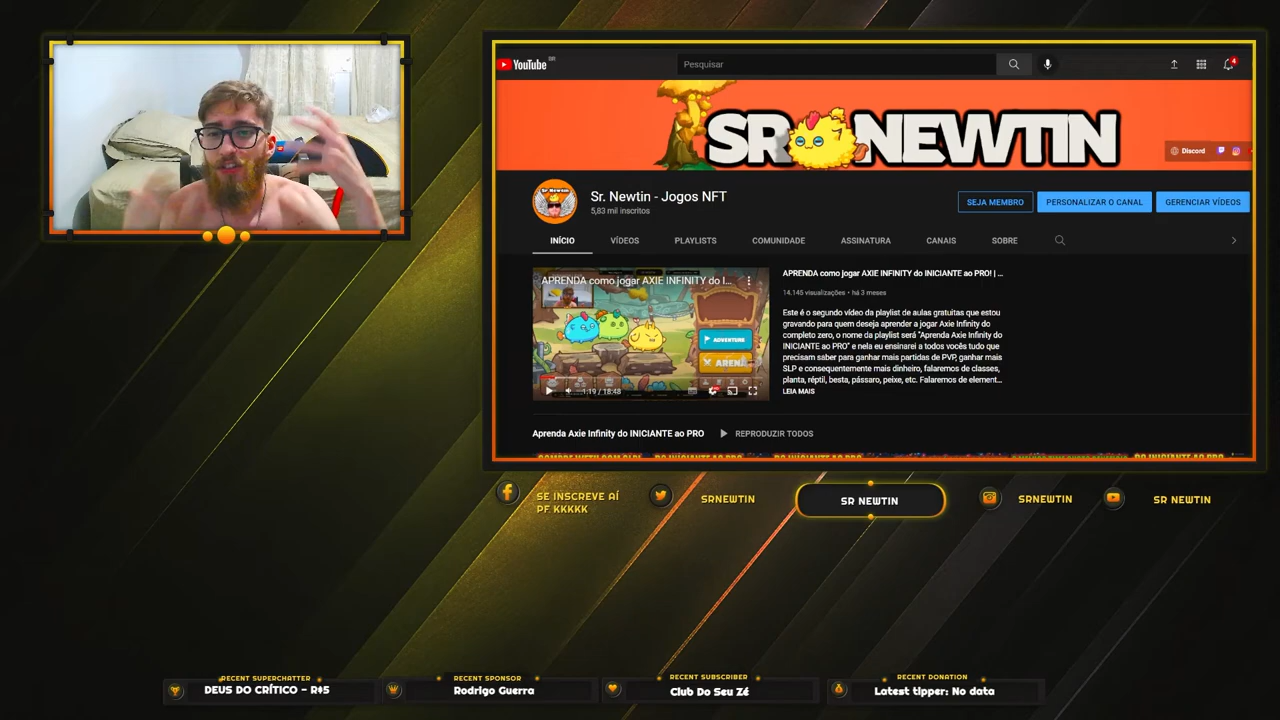 YouTube BR
Pesquisar
4
SR NEWTIN
Discord
Sr. Newtin - Jogos NFT
5,83 mil inscritos
SEJA MEMBRO
PERSONALIZAR O CANAL
GERENCIAR VÍDEOS
INÍCIO
VÍDEOS
PLAYLISTS
COMUNIDADE
ASSINATURA
CANAIS
SOBRE
APRENDA como jogar AXIE INFINITY do I...
ADVENTURE
ARENA
1:19 / 18:48
APRENDA como jogar AXIE INFINITY do INICIANTE ao PRO! | ...
14.145 visualizações • há 3 meses
Este é o segundo vídeo da playlist de aulas gratuitas que estou
gravando para quem deseja aprender a jogar Axie Infinity do
completo zero, o nome da playlist será "Aprenda Axie Infinity do
INICIANTE ao PRO" e nela eu ensinarei a todos vocês tudo que
precisam saber para ganhar mais partidas de PVP, ganhar mais
SLP e consequentemente mais dinheiro, falaremos de classes,
planta, réptil, besta, pássaro, peixe, etc. Falaremos de element...
LEIA MAIS
Aprenda Axie Infinity do INICIANTE ao PRO
REPRODUZIR TODOS
SE INSCREVE AÍ
PF KKKKK
SRNEWTIN
SR NEWTIN
SRNEWTIN
SR NEWTIN
RECENT SUPERCHATTER
DEUS DO CRÍTICO - R$5
RECENT SPONSOR
Rodrigo Guerra
RECENT SUBSCRIBER
Club Do Seu Zé
RECENT DONATION
Latest tipper: No data